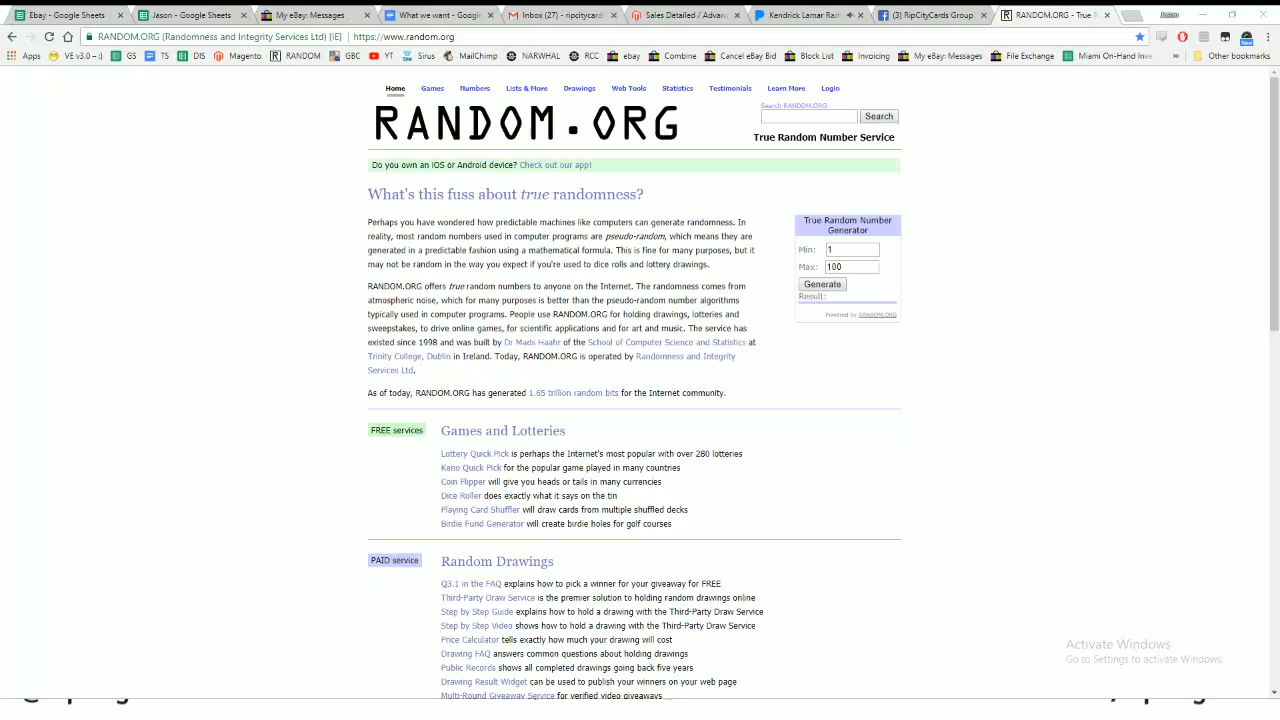 Ebay - Google Sheets
Jason - Google Sheets
My eBay: Messages
What we want - Googl
Inbox (27) - ripcitycards
Sales Detailed / Advan
Kendrick Lamar Radi
(3) RipCityCards Group
RANDOM.ORG - True R
Jason
RANDOM.ORG (Randomness and Integrity Services Ltd) [IE] https://www.random.org
Apps VE v3.0 --:) GS TS DIS Magento RANDOM GBC YT Sirus MailChimp NARWHAL RCC ebay Combine Cancel eBay Bid Block List Invoicing My eBay: Messages File Exchange Miami On-Hand Inve » Other bookmarks
Home Games Numbers Lists & More Drawings Web Tools Statistics Testimonials Learn More Login
RANDOM.ORG
Search RANDOM.ORG
Search
True Random Number Service
Do you own an iOS or Android device? Check out our app!
What's this fuss about true randomness?
Perhaps you have wondered how predictable machines like computers can generate randomness. In
reality, most random numbers used in computer programs are pseudo-random, which means they are
generated in a predictable fashion using a mathematical formula. This is fine for many purposes, but it
may not be random in the way you expect if you're used to dice rolls and lottery drawings.
RANDOM.ORG offers true random numbers to anyone on the Internet. The randomness comes from
atmospheric noise, which for many purposes is better than the pseudo-random number algorithms
typically used in computer programs. People use RANDOM.ORG for holding drawings, lotteries and
sweepstakes, to drive online games, for scientific applications and for art and music. The service has
existed since 1998 and was built by Dr Mads Haahr of the School of Computer Science and Statistics at
Trinity College, Dublin in Ireland. Today, RANDOM.ORG is operated by Randomness and Integrity
Services Ltd.
As of today, RANDOM.ORG has generated 1.65 trillion random bits for the Internet community.
True Random Number
Generator
Min: 1
Max: 100
Generate
Result:
Powered by RANDOM.ORG
FREE services
Games and Lotteries
Lottery Quick Pick is perhaps the Internet's most popular with over 280 lotteries
Keno Quick Pick for the popular game played in many countries
Coin Flipper will give you heads or tails in many currencies
Dice Roller does exactly what it says on the tin
Playing Card Shuffler will draw cards from multiple shuffled decks
Birdie Fund Generator will create birdie holes for golf courses
PAID service
Random Drawings
Q3.1 in the FAQ explains how to pick a winner for your giveaway for FREE
Third-Party Draw Service is the premier solution to holding random drawings online
Step by Step Guide explains how to hold a drawing with the Third-Party Draw Service
Step by Step Video shows how to hold a drawing with the Third-Party Draw Service
Price Calculator tells exactly how much your drawing will cost
Drawing FAQ answers common questions about holding drawings
Public Records shows all completed drawings going back five years
Drawing Result Widget can be used to publish your winners on your web page
Multi-Round Giveaway Service for verified video giveaways
Activate Windows
Go to Settings to activate Windows.